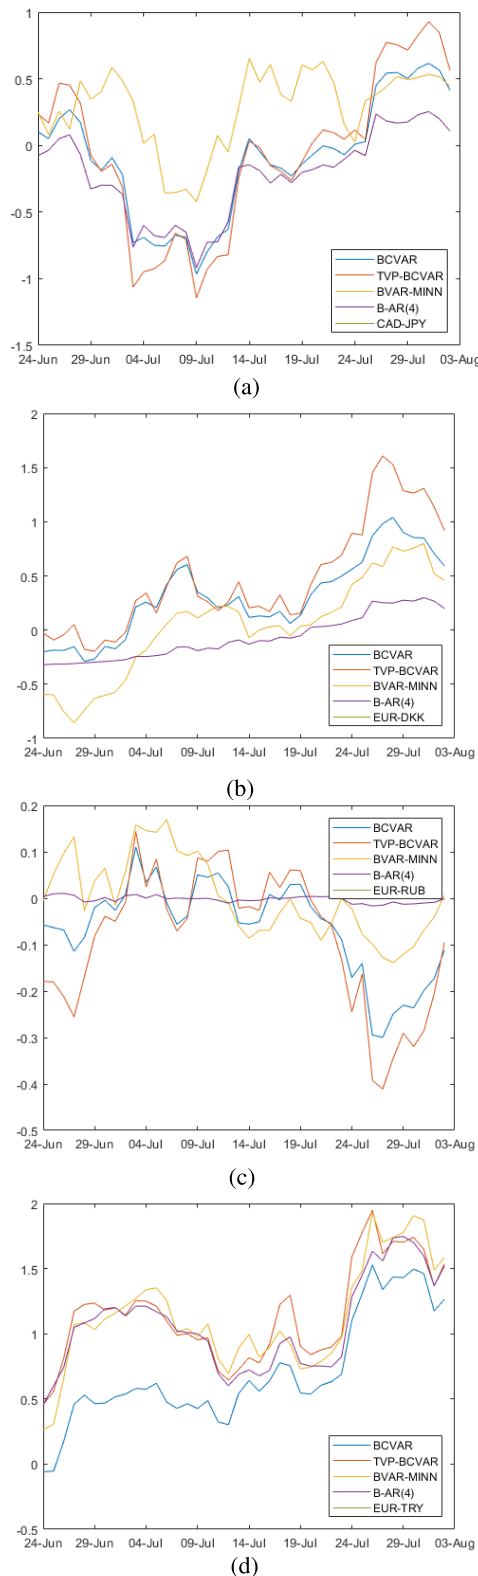 1
0.5
0
-0.5
-1
-1.5
BCVAR
TVP-BCVAR
BVAR-MINN
B-AR(4)
CAD-JPY
24-Jun 29-Jun 04-Jul 09-Jul 14-Jul 19-Jul 24-Jul 29-Jul 03-Aug
(a)
2
1.5
1
0.5
0
-0.5
-1
BCVAR
TVP-BCVAR
BVAR-MINN
B-AR(4)
EUR-DKK
24-Jun 29-Jun 04-Jul 09-Jul 14-Jul 19-Jul 24-Jul 29-Jul 03-Aug
(b)
0.2
0.1
0
-0.1
-0.2
-0.3
-0.4
-0.5
BCVAR
TVP-BCVAR
BVAR-MINN
B-AR(4)
EUR-RUB
24-Jun 29-Jun 04-Jul 09-Jul 14-Jul 19-Jul 24-Jul 29-Jul 03-Aug
(c)
2
1.5
1
0.5
0
-0.5
BCVAR
TVP-BCVAR
BVAR-MINN
B-AR(4)
EUR-TRY
24-Jun 29-Jun 04-Jul 09-Jul 14-Jul 19-Jul 24-Jul 29-Jul 03-Aug
(d)